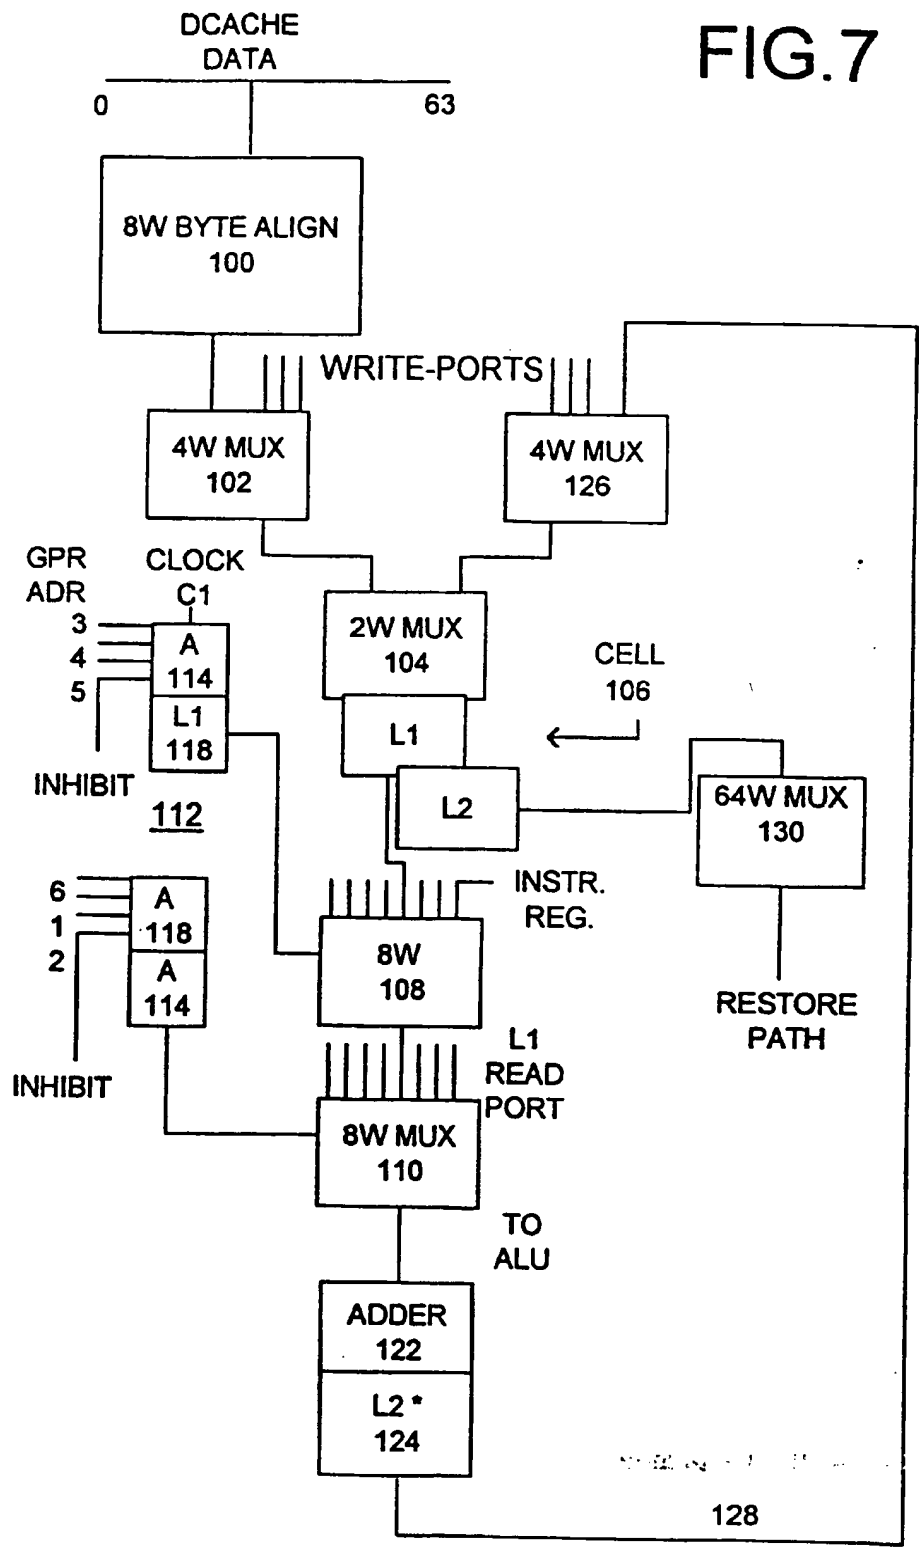 FIG.7
DCACHE
DATA
0
63
8W BYTE ALIGN
100
WRITE-PORTS
4W MUX
102
4W MUX
126
GPR
ADR
CLOCK
C1
3
4
5
A
114
L1
118
INHIBIT
112
2W MUX
104
L1
L2
CELL
106
64W MUX
130
RESTORE
PATH
6
1
2
A
118
A
114
INHIBIT
INSTR.
REG.
8W
108
L1
READ
PORT
8W MUX
110
TO
ALU
ADDER
122
L2 *
124
128